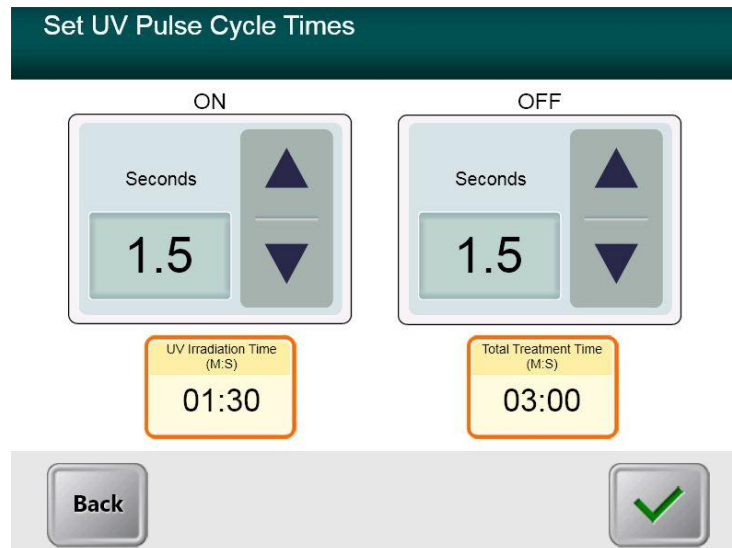 Set UV Pulse Cycle Times
ON
Seconds
1.5
UV Irradiation Time
(M:S)
01:30
OFF
Seconds
1.5
Total Treatment Time
(M:S)
03:00
Back